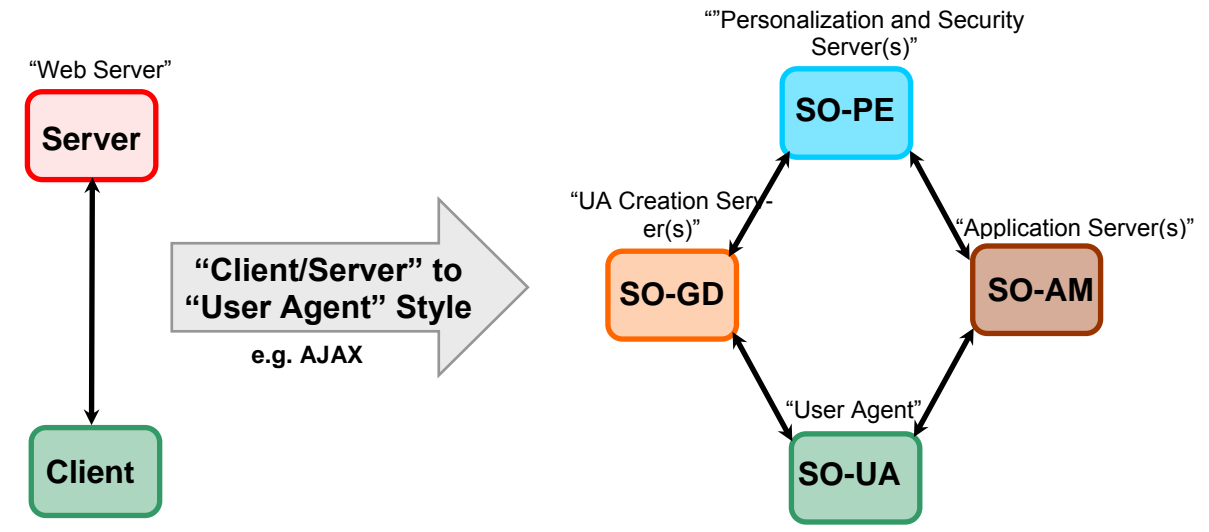 “Web Server”
Server
Client
“Client/Server” to
“User Agent” Style
e.g. AJAX
“”Personalization and Security
Server(s)”
SO-PE
“UA Creation Serv-
er(s)”
SO-GD
“Application Server(s)”
SO-AM
“User Agent”
SO-UA